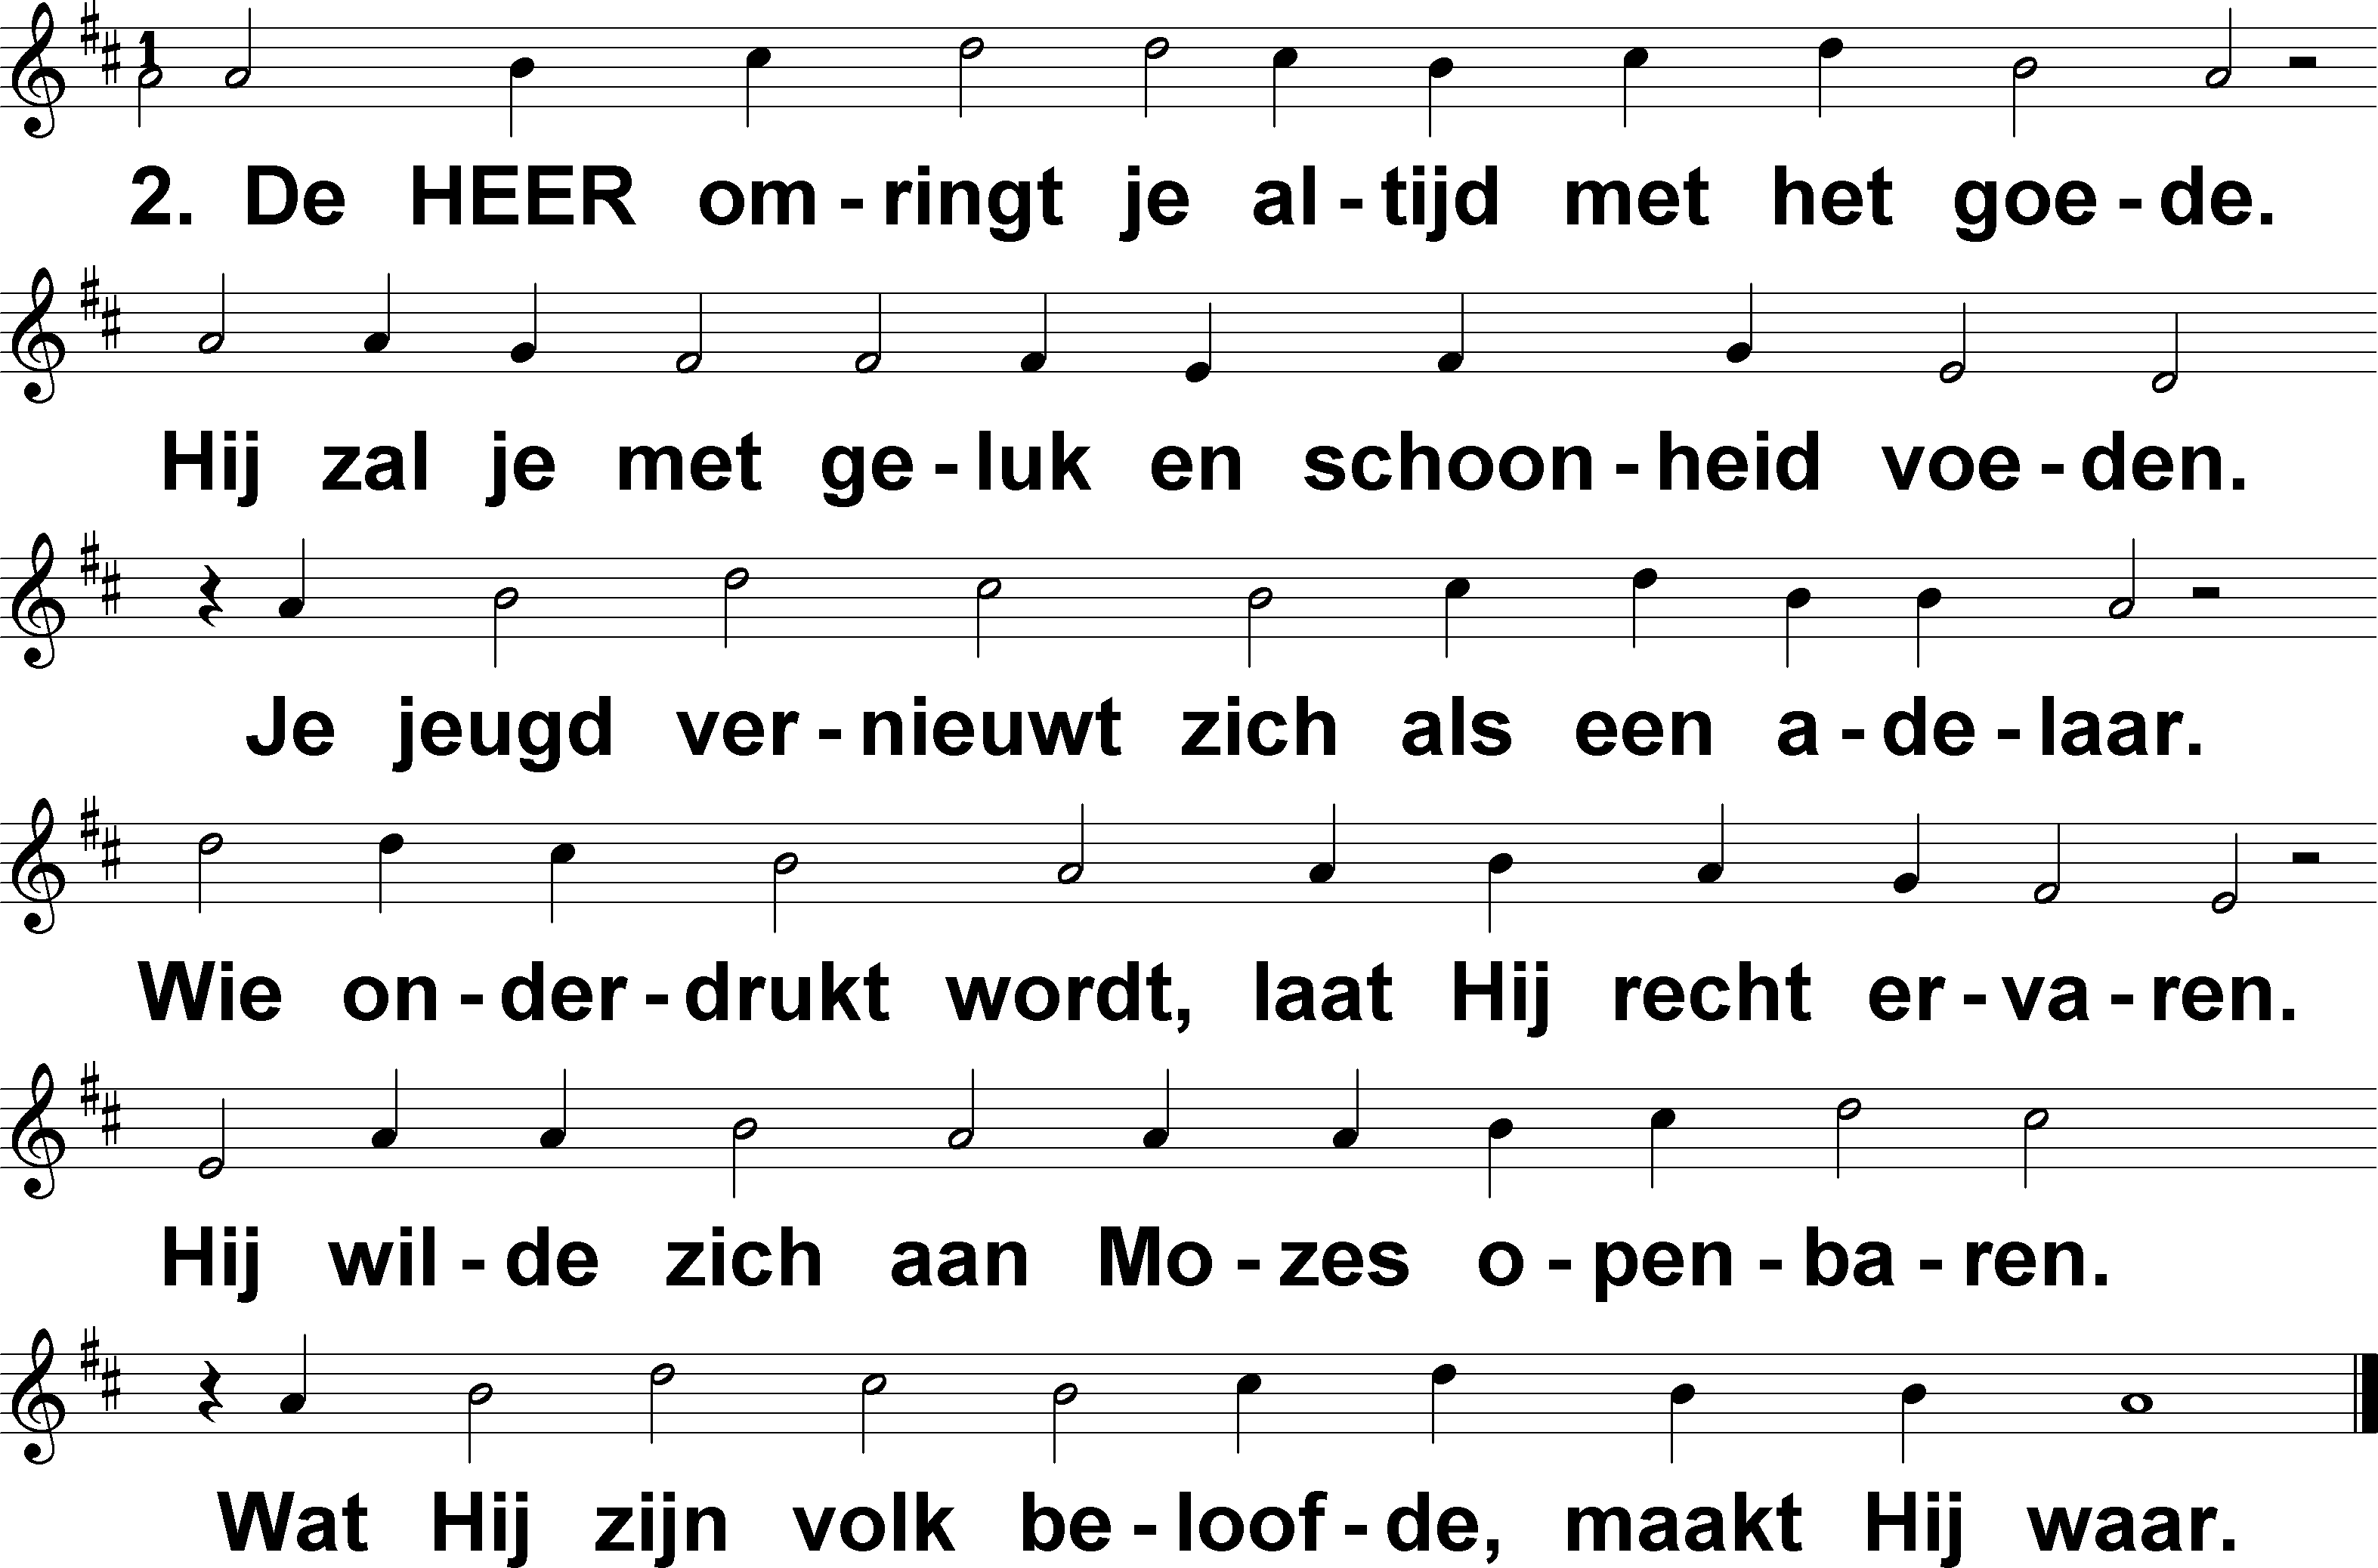 2. De HEER om - ringt je al - tijd met het goe - de.
Hij zal je met ge - luk en schoon - heid voe - den.
Je jeugd ver - nieuwt zich als een a - de - laar.
Wie on - der - drukt wordt, laat Hij recht er - va - ren.
Hij wil - de zich aan Mo - zes o - pen - ba - ren.
Wat Hij zijn volk be - loof - de, maakt Hij waar.